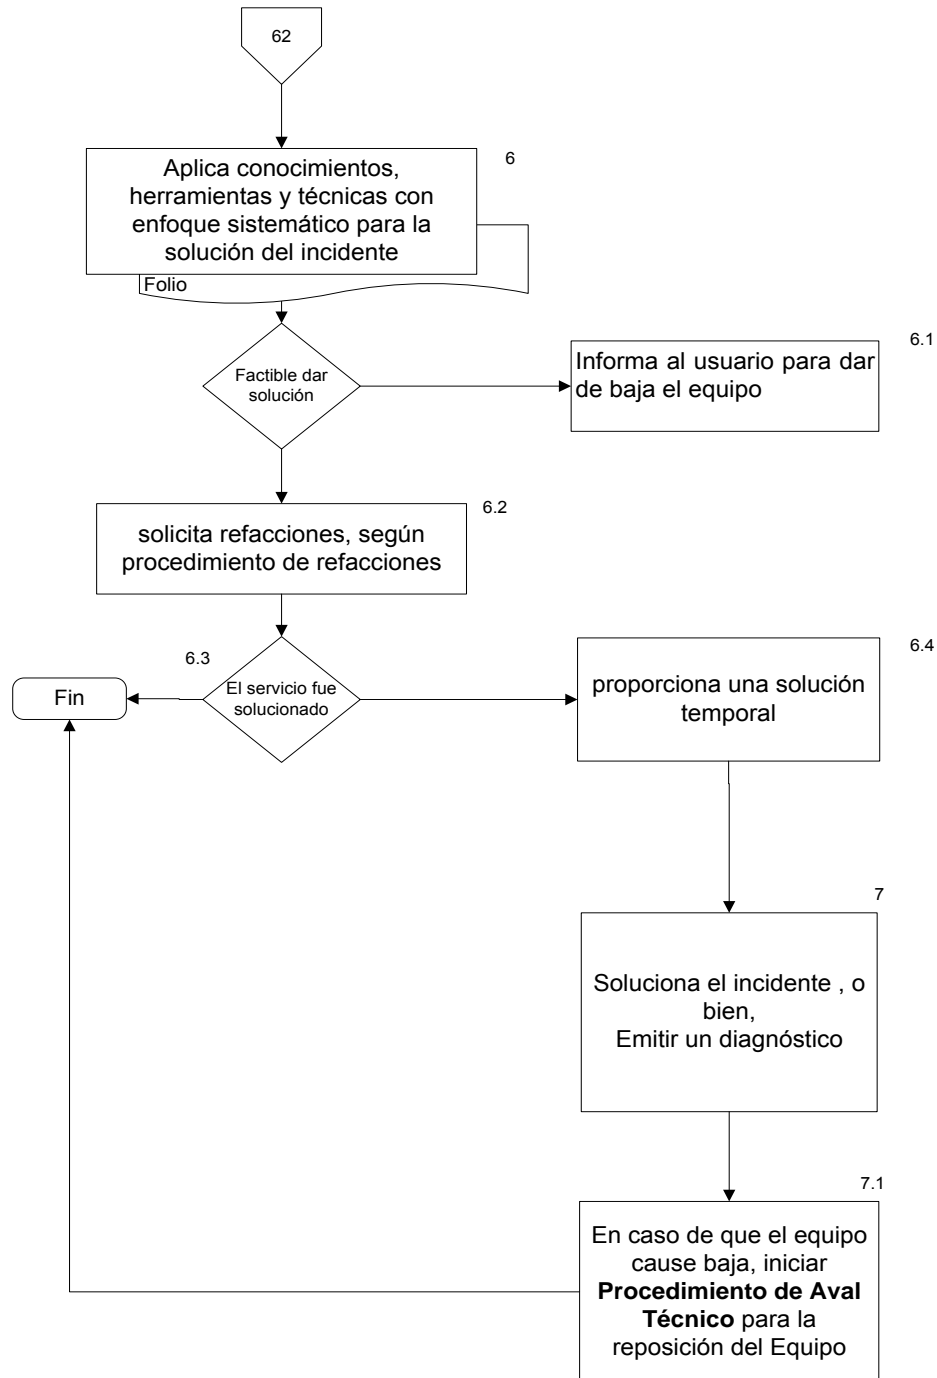 62
6
Aplica conocimientos,
herramientas y técnicas con
enfoque sistemático para la
solución del incidente
Folio
Factible dar
solución
6.1
Informa al usuario para dar
de baja el equipo
6.2
solicita refacciones, según
procedimiento de refacciones
6.3
El servicio fue
solucionado
Fin
6.4
proporciona una solución
temporal
7
Soluciona el incidente , o
bien,
Emitir un diagnóstico
7.1
En caso de que el equipo
cause baja, iniciar
Procedimiento de Aval
Técnico para la
reposición del Equipo